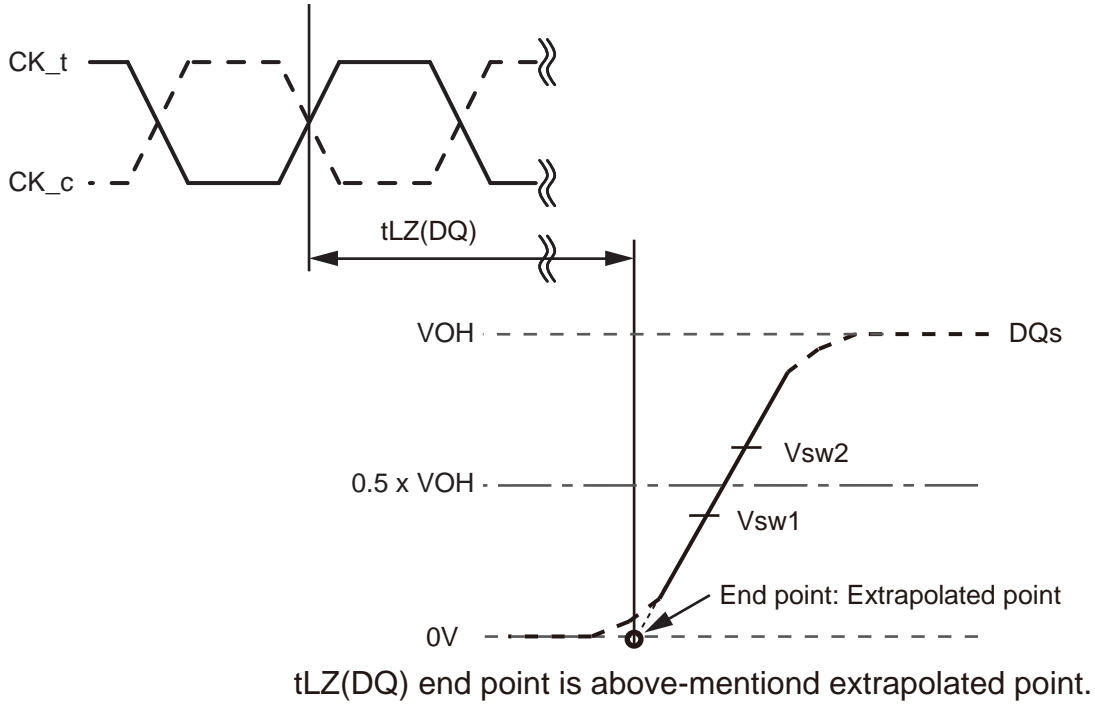 CK_t
CK_c
tLZ(DQ)
VOH
DQs
Vsw2
0.5 x VOH
Vsw1
End point: Extrapolated point
0V
tLZ(DQ) end point is above-mentiond extrapolated point.